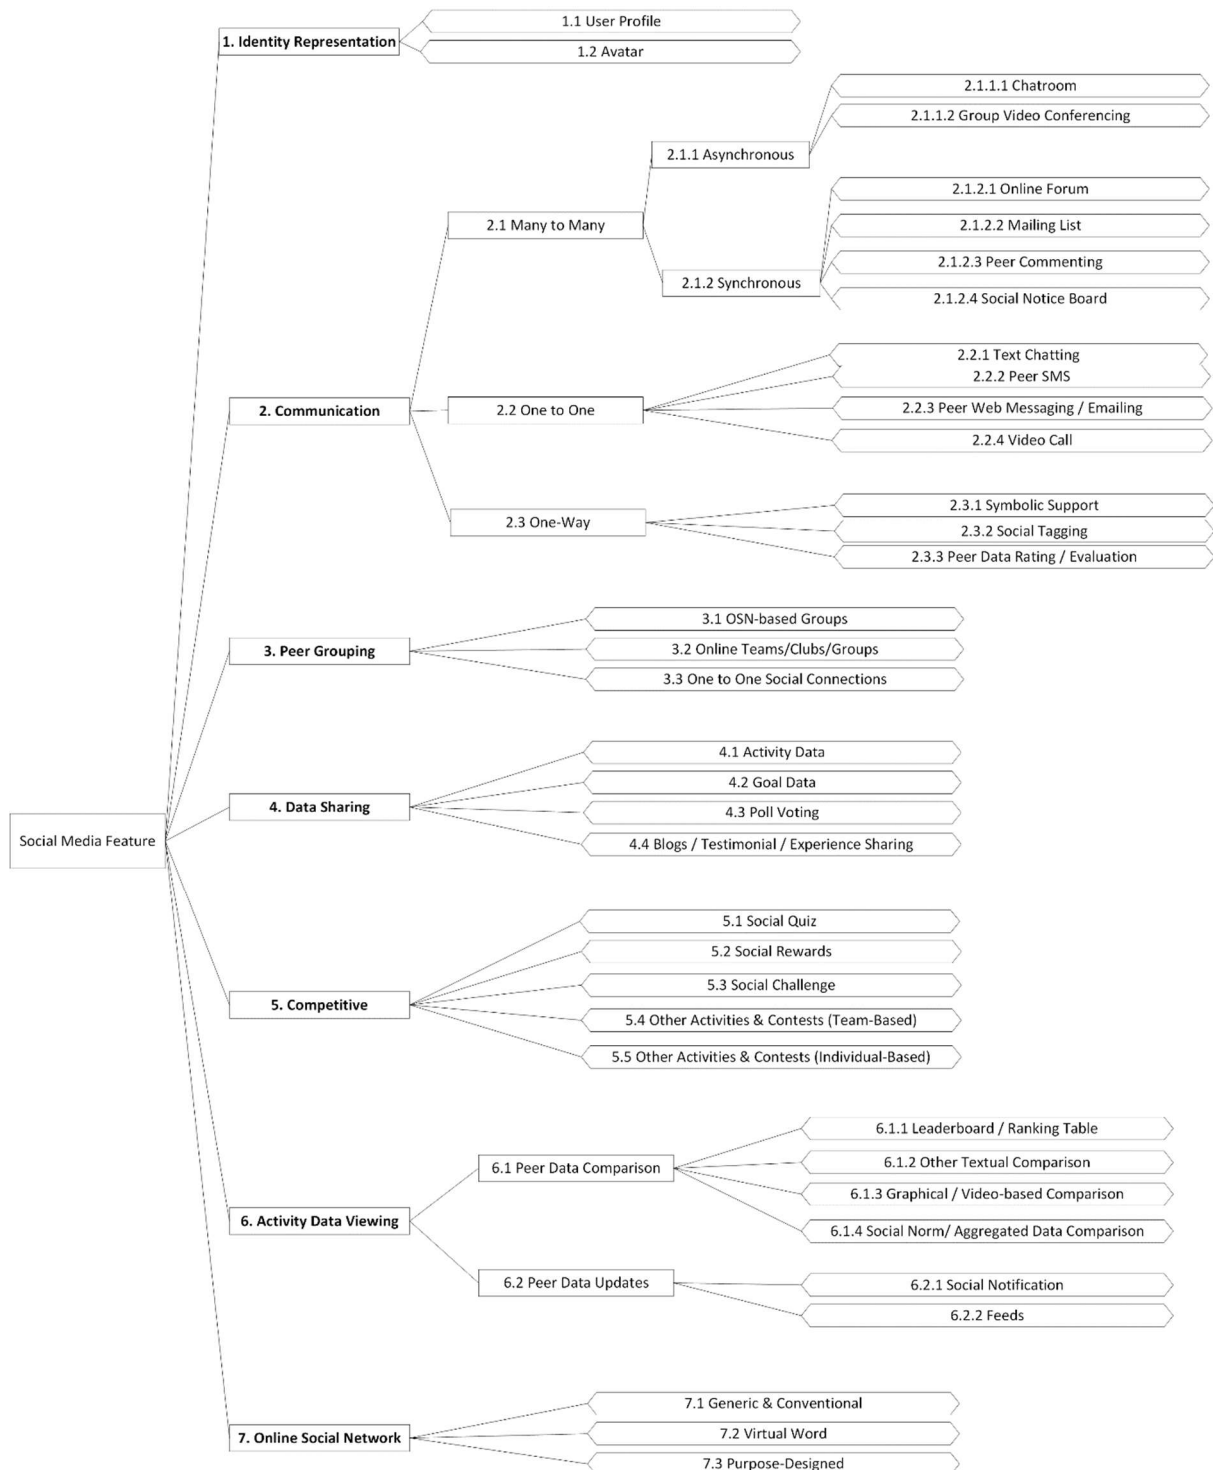 1. Identity Representation
1.1 User Profile
1.2 Avatar
2.1.1.1 Chatroom
2.1.1.2 Group Video Conferencing
2.1.1 Asynchronous
2.1 Many to Many
2.1.2.1 Online Forum
2.1.2.2 Mailing List
2.1.2.3 Peer Commenting
2.1.2 Synchronous
2.1.2.4 Social Notice Board
2. Communication
2.2 One to One
2.2.1 Text Chatting
2.2.2 Peer SMS
2.2.3 Peer Web Messaging / Emailing
2.2.4 Video Call
2.3 One-Way
2.3.1 Symbolic Support
2.3.2 Social Tagging
2.3.3 Peer Data Rating / Evaluation
3. Peer Grouping
3.1 OSN-based Groups
3.2 Online Teams/Clubs/Groups
3.3 One to One Social Connections
Social Media Feature
4. Data Sharing
4.1 Activity Data
4.2 Goal Data
4.3 Poll Voting
4.4 Blogs / Testimonial / Experience Sharing
5. Competitive
5.1 Social Quiz
5.2 Social Rewards
5.3 Social Challenge
5.4 Other Activities & Contests (Team-Based)
5.5 Other Activities & Contests (Individual-Based)
6. Activity Data Viewing
6.1 Peer Data Comparison
6.1.1 Leaderboard / Ranking Table
6.1.2 Other Textual Comparison
6.1.3 Graphical / Video-based Comparison
6.1.4 Social Norm/ Aggregated Data Comparison
6.2 Peer Data Updates
6.2.1 Social Notification
6.2.2 Feeds
7. Online Social Network
7.1 Generic & Conventional
7.2 Virtual Word
7.3 Purpose-Designed